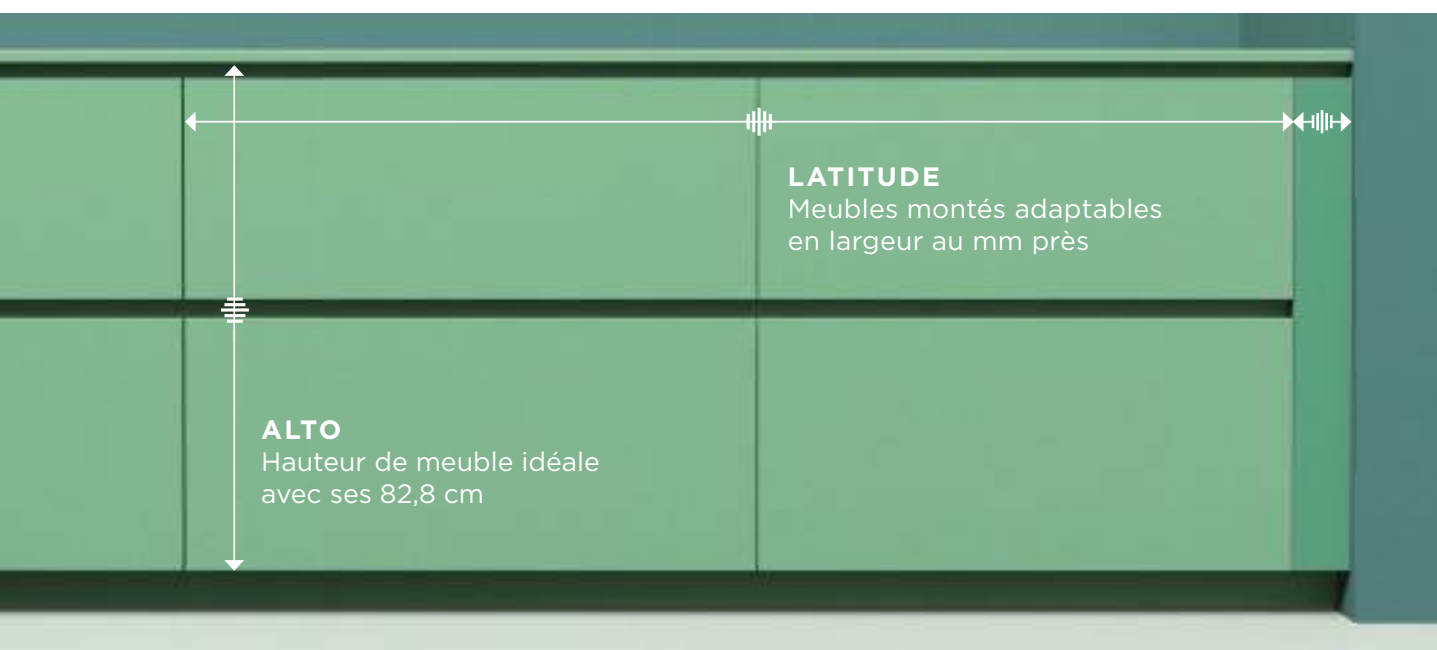 LATITUDE
Meubles montés adaptables
en largeur au mm près
ALTO
Hauteur de meuble idéale
avec ses 82,8 cm